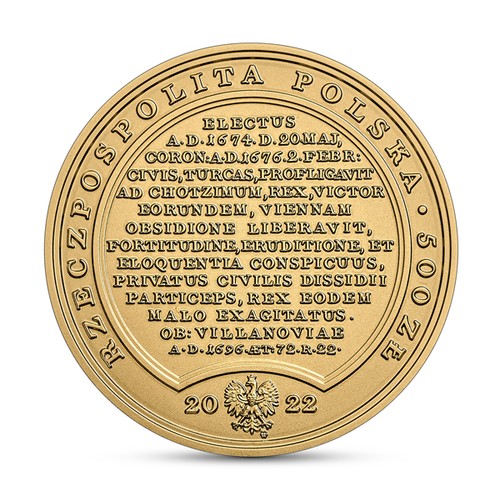 RZECZPOSPOLITA POLSKA · 500 ZŁ
ELECTUS
A.D.1674.D.20MAJ,
CORON:A.D.1676.2.FEBR:
CIVIS,TURCAS,PROFLIGAVIT
AD CHOTZIMUM,REX,VICTOR
EORUNDEM, VIENNAM
OBSIDIONE LIBERAVIT,
FORTITUDINE,ERUDITIONE, ET
ELOQUENTIA CONSPICUUS,
PRIVATUS CIVILIS DISSIDII
PARTICEPS, REX EODEM
MALO EXAGITATUS.
OB: VILLANOVIAE
A.D.1696.ÆT:72.R.22.
20 22